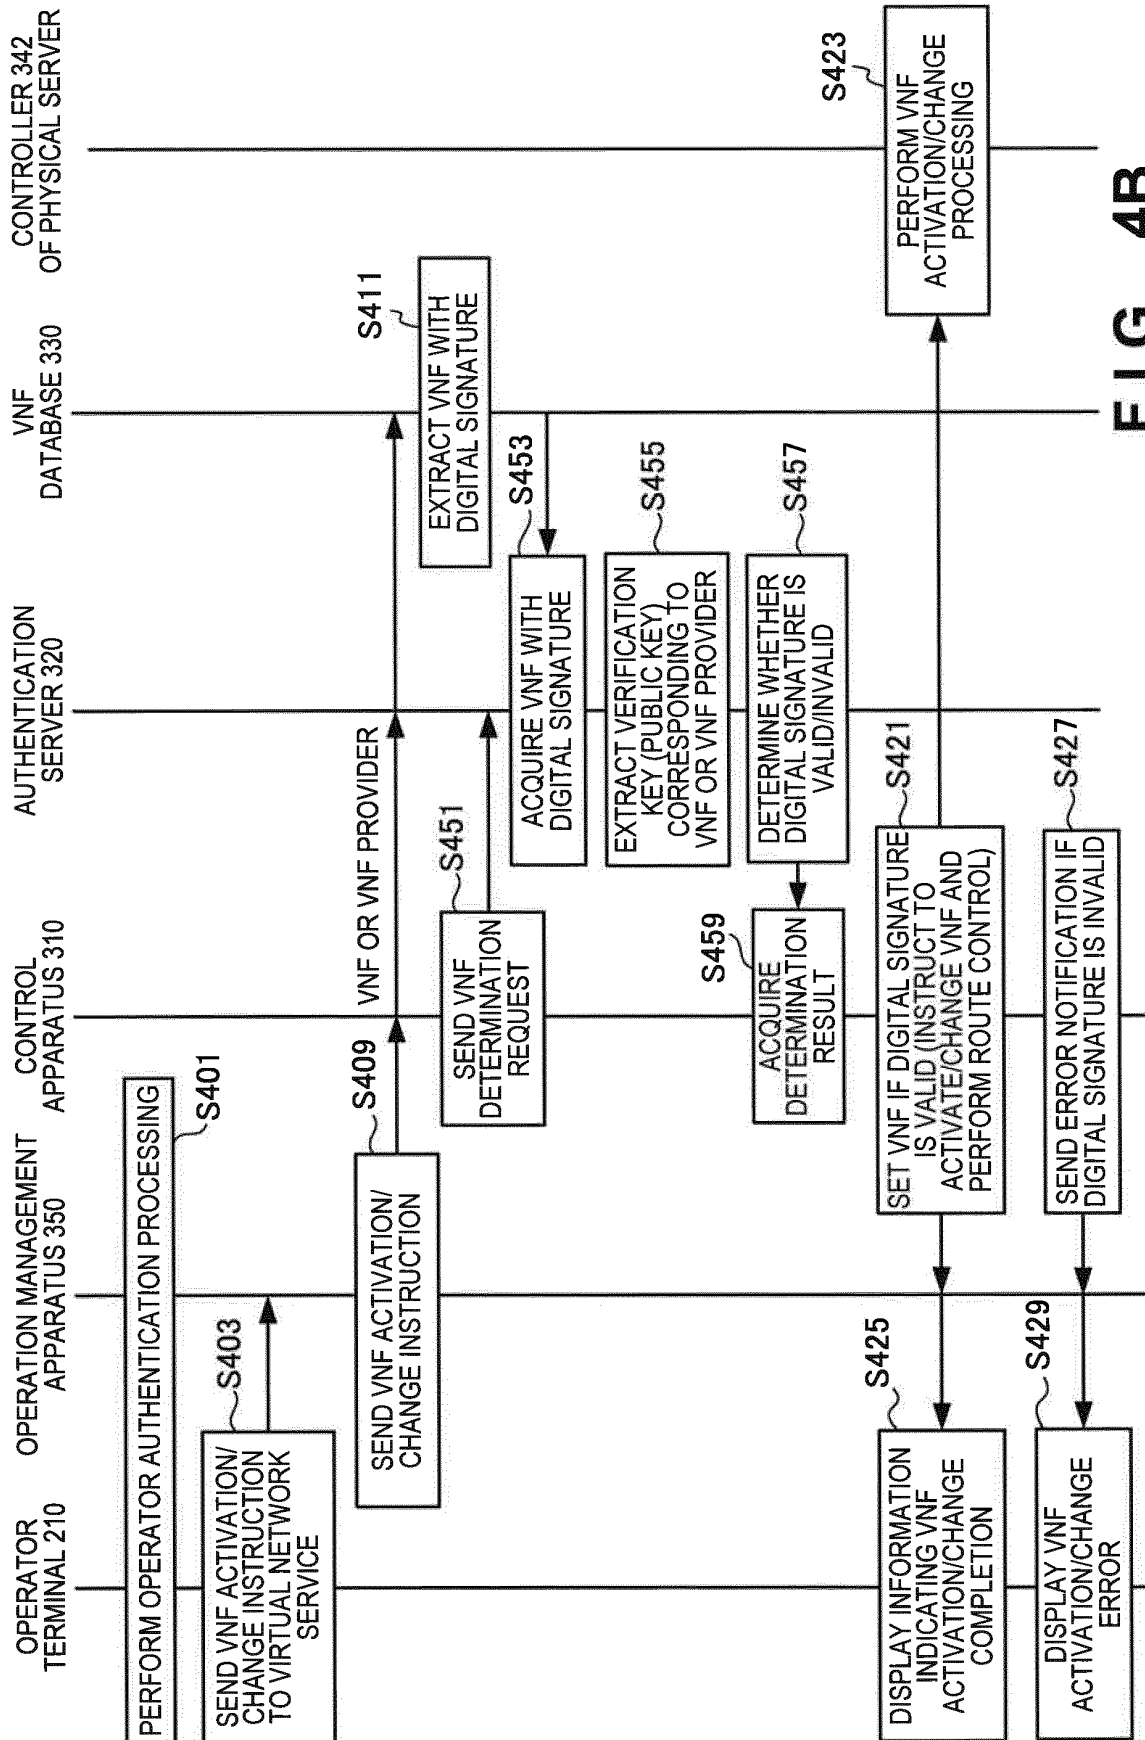 OPERATOR
TERMINAL 210
OPERATION MANAGEMENT
APPARATUS 350
CONTROL
APPARATUS 310
AUTHENTICATION
SERVER 320
VNF
DATABASE 330
CONTROLLER 342
OF PHYSICAL SERVER
PERFORM OPERATOR AUTHENTICATION PROCESSING
S401
SEND VNF ACTIVATION/
CHANGE INSTRUCTION
TO VIRTUAL NETWORK
SERVICE
S403
SEND VNF ACTIVATION/
CHANGE INSTRUCTION
S409
VNF OR VNF PROVIDER
EXTRACT VNF WITH
DIGITAL SIGNATURE
S411
SEND VNF
DETERMINATION
REQUEST
S451
ACQUIRE VNF WITH
DIGITAL SIGNATURE
S453
EXTRACT VERIFICATION
KEY (PUBLIC KEY)
CORRESPONDING TO
VNF OR VNF PROVIDER
S455
DETERMINE WHETHER
DIGITAL SIGNATURE IS
VALID/INVALID
S457
ACQUIRE
DETERMINATION
RESULT
S459
SET VNF IF DIGITAL SIGNATURE
IS VALID (INSTRUCT TO
ACTIVATE/CHANGE VNF AND
PERFORM ROUTE CONTROL)
S421
PERFORM VNF
ACTIVATION/CHANGE
PROCESSING
S423
DISPLAY INFORMATION
INDICATING VNF
ACTIVATION/CHANGE
COMPLETION
S425
SEND ERROR NOTIFICATION IF
DIGITAL SIGNATURE IS INVALID
S427
DISPLAY VNF
ACTIVATION/CHANGE
ERROR
S429
FIG. 4B